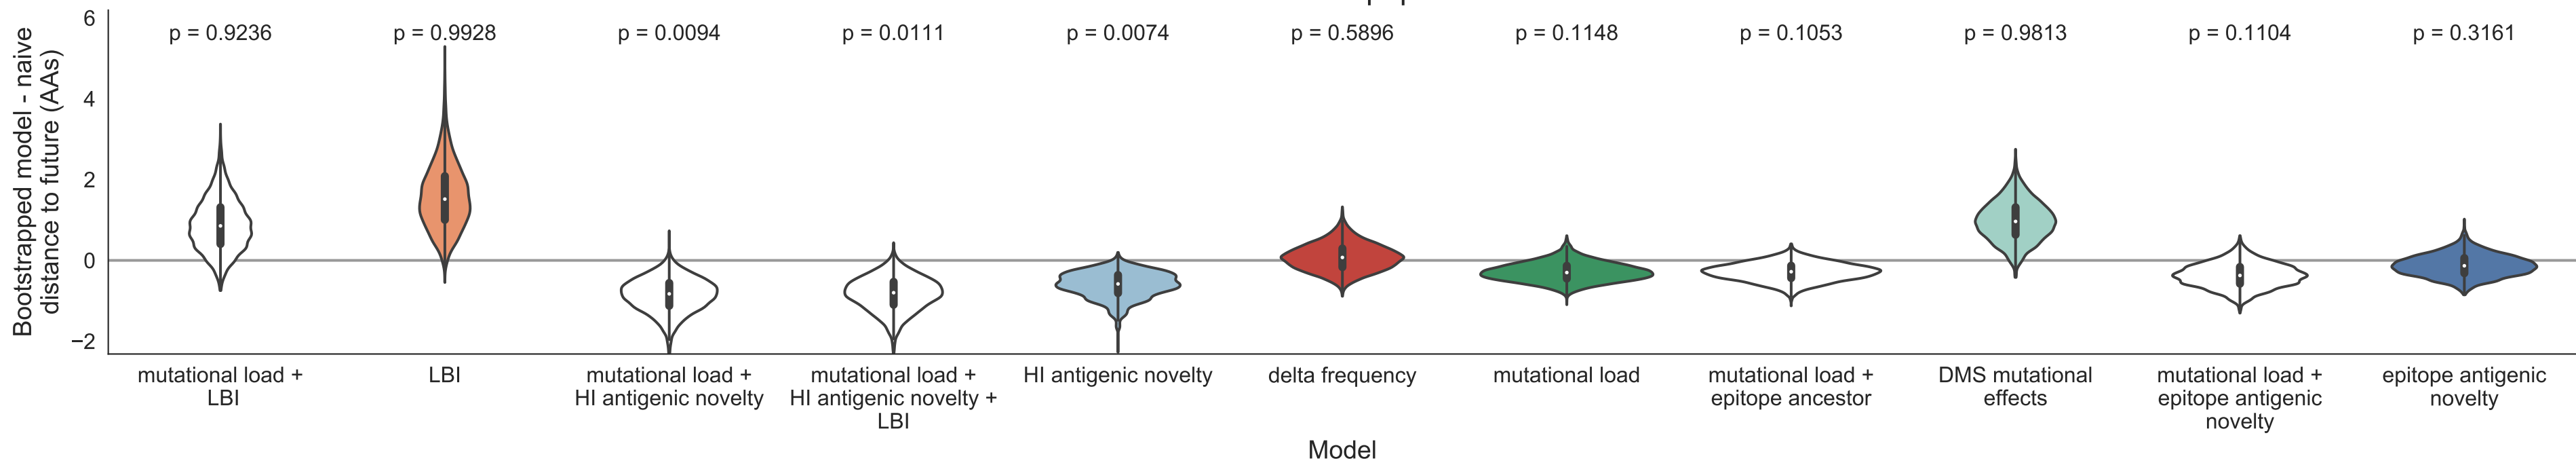 6
p = 0.9236
p = 0.9928
p = 0.0094
p = 0.0111
p = 0.0074
p = 0.5896
p = 0.1148
p = 0.1053
p = 0.9813
p = 0.1104
p = 0.3161
Bootstrapped model - naive
distance to future (AAs)
4
2
0
−2
mutational load +
LBI
LBI
mutational load +
HI antigenic novelty
mutational load +
HI antigenic novelty +
LBI
HI antigenic novelty
delta frequency
mutational load
mutational load +
epitope ancestor
DMS mutational
effects
mutational load +
epitope antigenic
novelty
epitope antigenic
novelty
Model